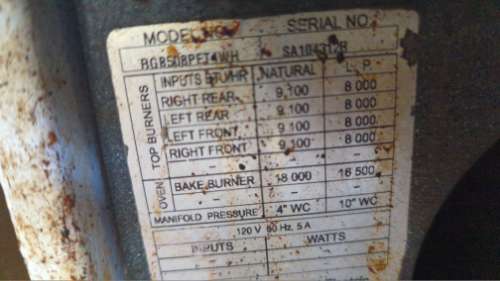 MODEL NO. SERIAL NO.
SA104312R
TOP BURNERS
INPUTS BTU/HR NATURAL L. P.
RIGHT REAR 9,100 8 000
LEFT REAR 9,100 8 000
LEFT FRONT 9,100 8 000
RIGHT FRONT 9,100 8 000
– – –
OVEN
BAKE BURNER 18 000 16 500
– – –
MANIFOLD PRESSURE 4" WC 10" WC
120 V 60 Hz, 5 A
INPUTS WATTS